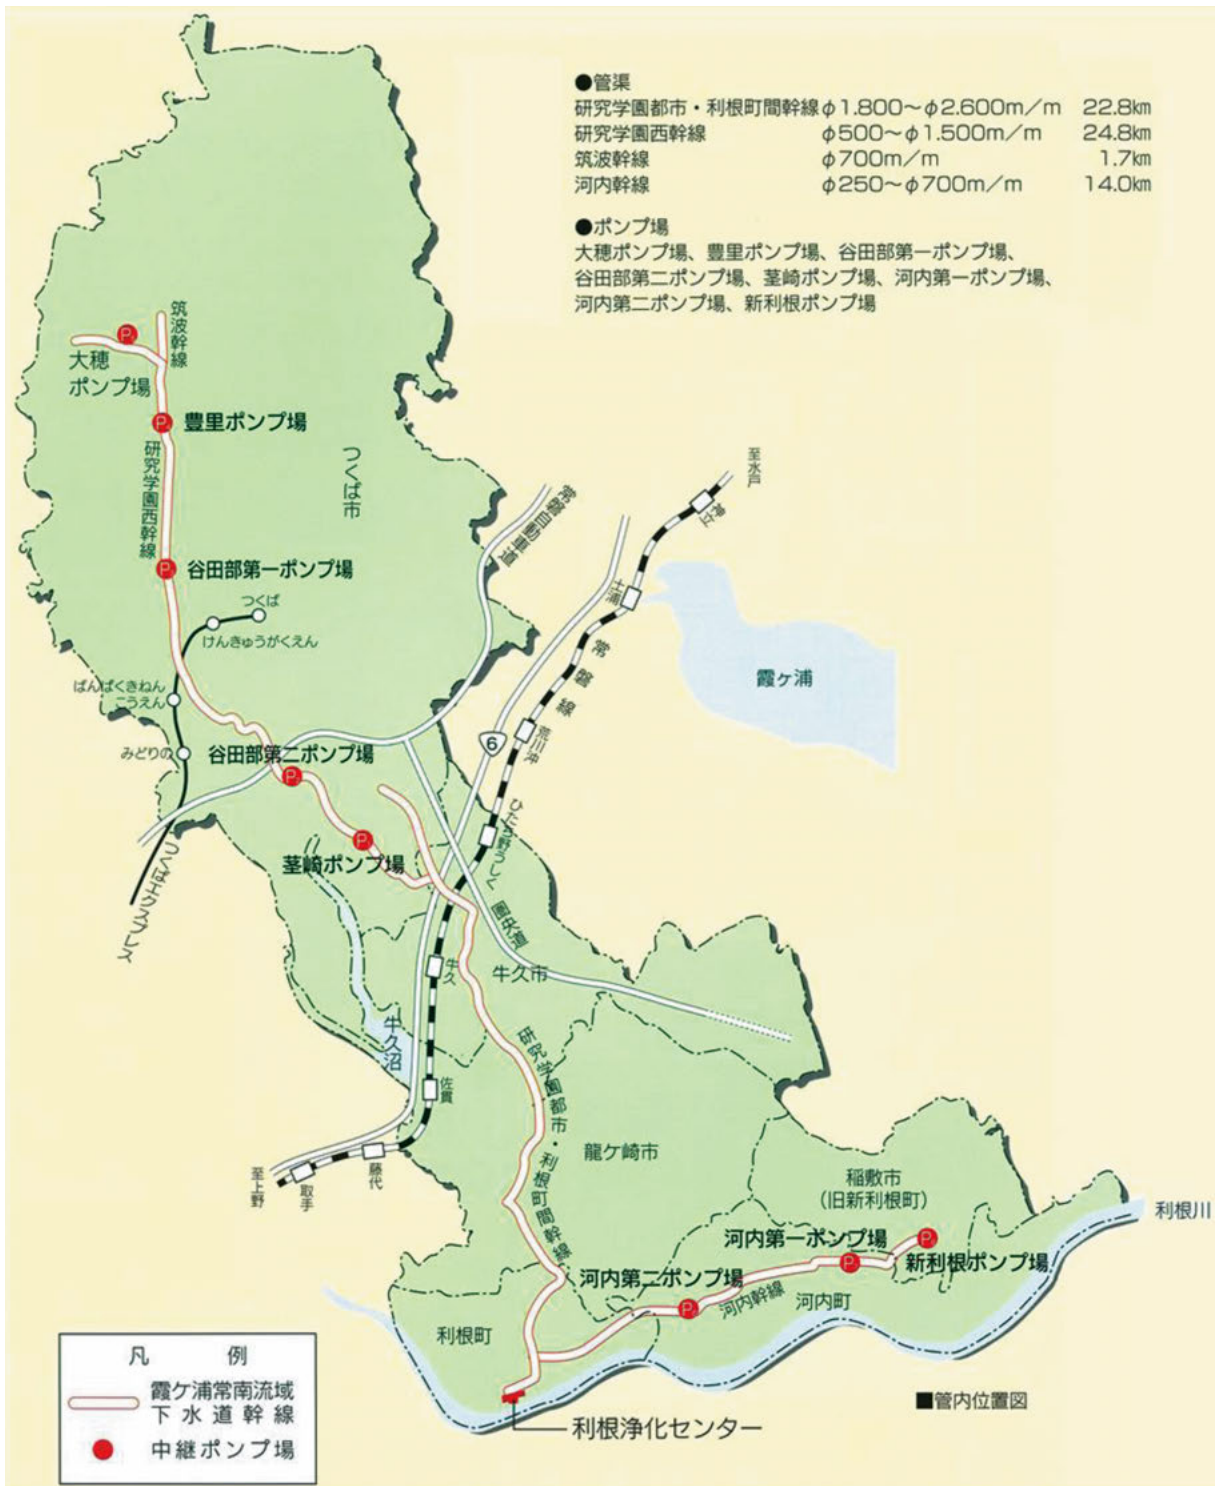 ●管渠
研究学園都市・利根町間幹線φ1.800～φ2.600m/m 22.8㎞
研究学園西幹線 φ500～φ1.500m/m 24.8㎞
筑波幹線 φ700m/m 1.7㎞
河内幹線 φ250～φ700m/m 14.0㎞
●ポンプ場
大穂ポンプ場、豊里ポンプ場、谷田部第一ポンプ場、
谷田部第二ポンプ場、茎崎ポンプ場、河内第一ポンプ場、
河内第二ポンプ場、新利根ポンプ場
筑波幹線
P
大穂
ポンプ場
P
豊里ポンプ場
研究学園西幹線
つくば市
至水戸
神立
常磐自動車道
P
谷田部第一ポンプ場
つくば
けんきゅうがくえん
土浦
常磐線
霞ヶ浦
ばんぱくきねん
こうえん
みどりの
荒川沖
6
谷田部第二ポンプ場
P
ひたち野うしく
P
茎崎ポンプ場
つくばエクスプレス
圏央道
牛久
牛久市
牛久沼
研究学園都市・利根町間幹線
佐貫
龍ケ崎市
藤代
取手
至上野
稲敷市
(旧新利根町)
利根川
河内第一ポンプ場
P
P
新利根ポンプ場
河内第二ポンプ場
P
河内幹線
河内町
利根町
凡 例
霞ケ浦常南流域
下水道幹線
中継ポンプ場
■管内位置図
利根浄化センター